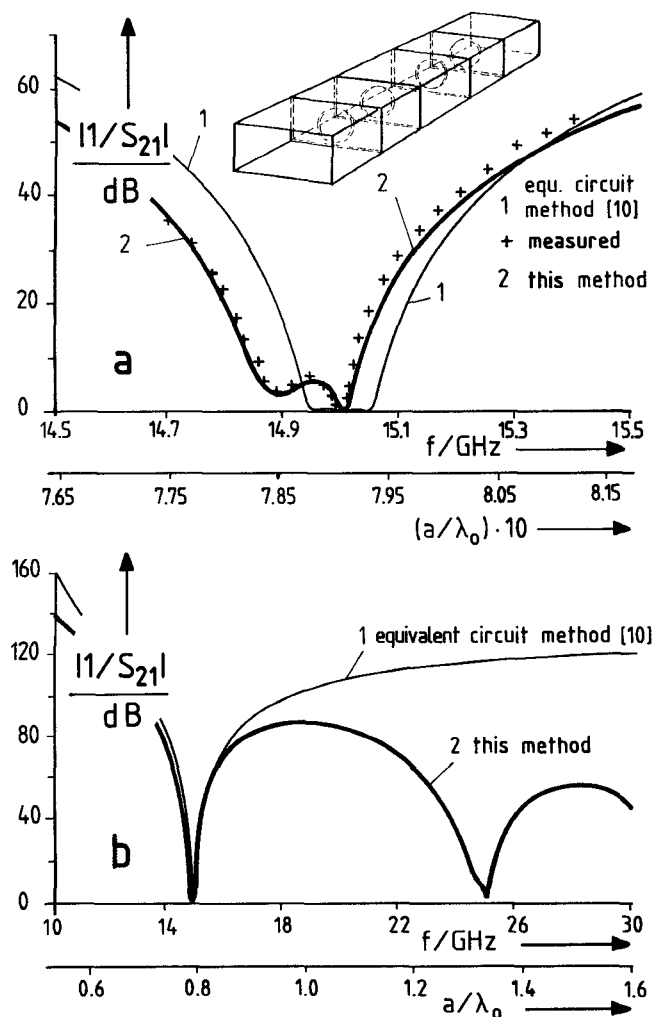 60
|1/S21|
dB
40
20
0
1
2
2
1
1 equ. circuit method [10]
+ measured
2 this method
a
14.5 14.7 14.9 15.1 15.3 15.5
f/GHz
7.65 7.75 7.85 7.95 8.05 8.15
(a/λo)·10
160
120
|1/S21|
dB
80
40
0
1 equivalent circuit method [10]
2 this method
b
10 14 18 22 26 30
f/GHz
0.6 0.8 1.0 1.2 1.4 1.6
a/λo